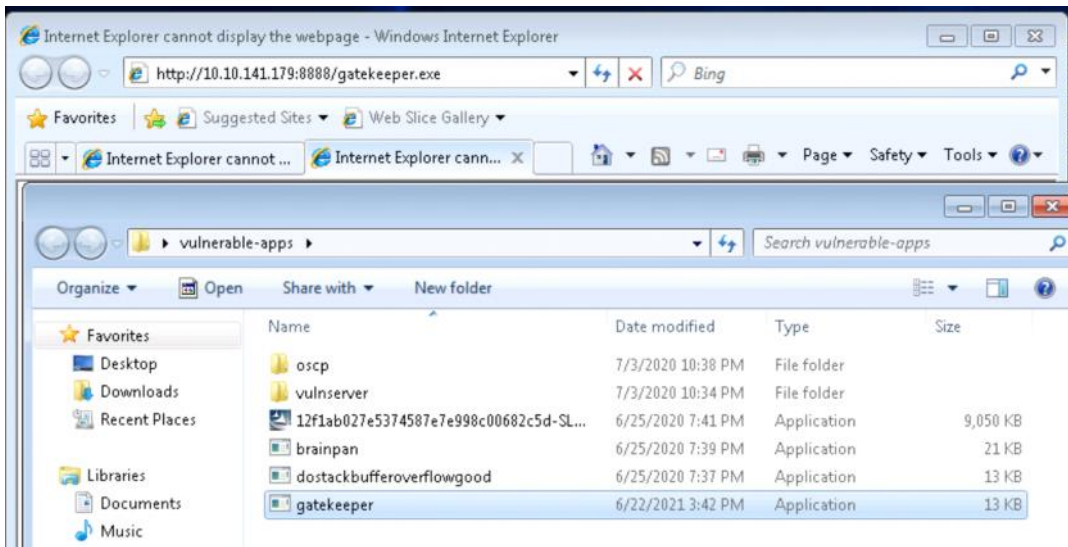 Internet Explorer cannot display the webpage - Windows Internet Explorer
http://10.10.141.179:8888/gatekeeper.exe Bing
Favorites Suggested Sites Web Slice Gallery
Internet Explorer cannot ... Internet Explorer cann... X Page Safety Tools
vulnerable-apps Search vulnerable-apps
Organize Open Share with New folder
Favorites Name Date modified Type Size
Desktop oscp 7/3/2020 10:38 PM File folder
Downloads vulnserver 7/3/2020 10:34 PM File folder
Recent Places 12f1ab027e5374587e7e998c00682c5d-SL... 6/25/2020 7:41 PM Application 9,050 KB
brainpan 6/25/2020 7:39 PM Application 21 KB
Libraries dostackbufferoverflowgood 6/25/2020 7:37 PM Application 13 KB
Documents gatekeeper 6/22/2021 3:42 PM Application 13 KB
Music